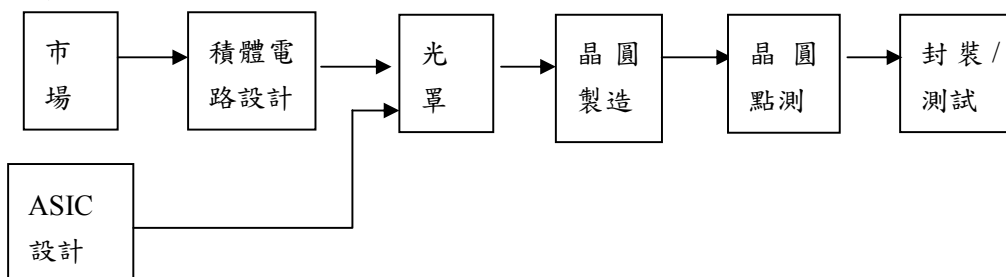 市
場
積體電
路設計
光
罩
晶圓
製造
晶圓
點測
封裝/
測試
ASIC
設計